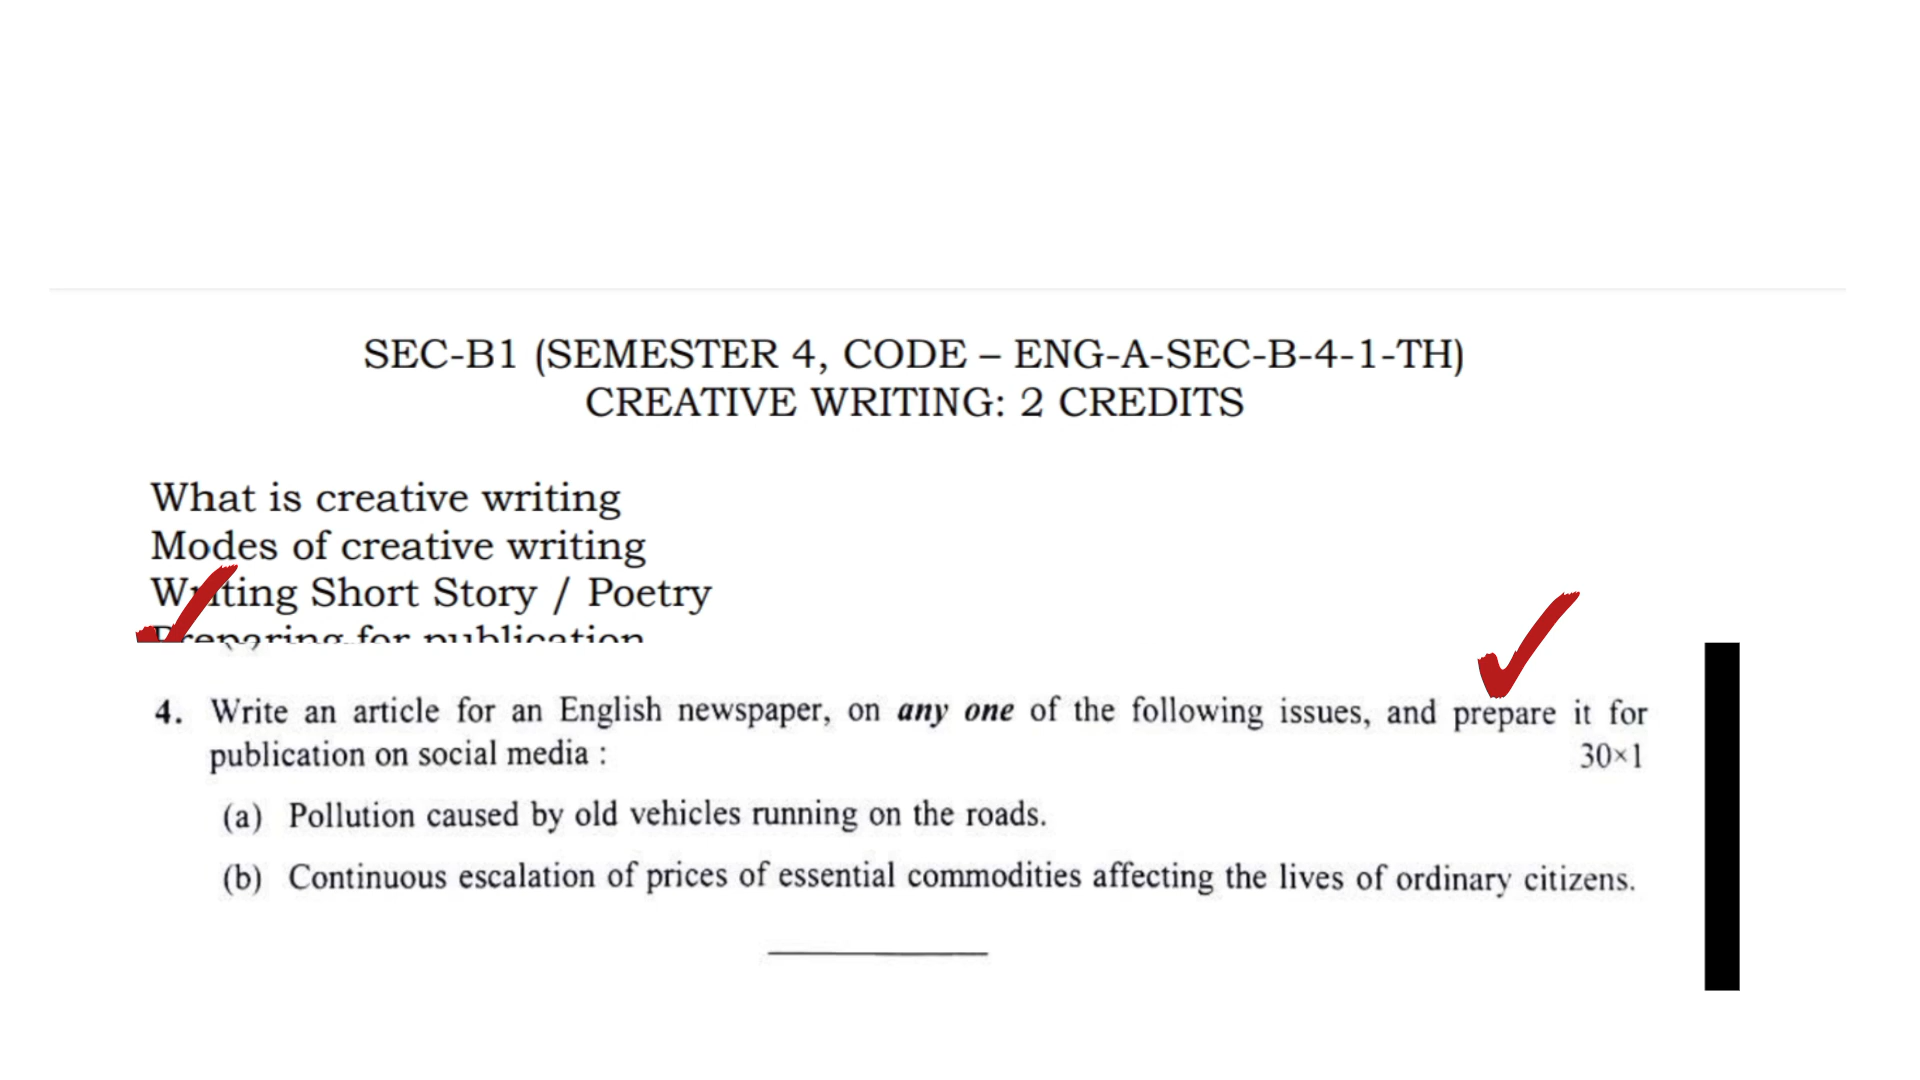 SEC-B1 (SEMESTER 4, CODE – ENG-A-SEC-B-4-1-TH)
CREATIVE WRITING: 2 CREDITS
What is creative writing
Modes of creative writing
Writing Short Story / Poetry
Preparing for publication
4. Write an article for an English newspaper, on any one of the following issues, and prepare it for
publication on social media : 30×1
(a) Pollution caused by old vehicles running on the roads.
(b) Continuous escalation of prices of essential commodities affecting the lives of ordinary citizens.